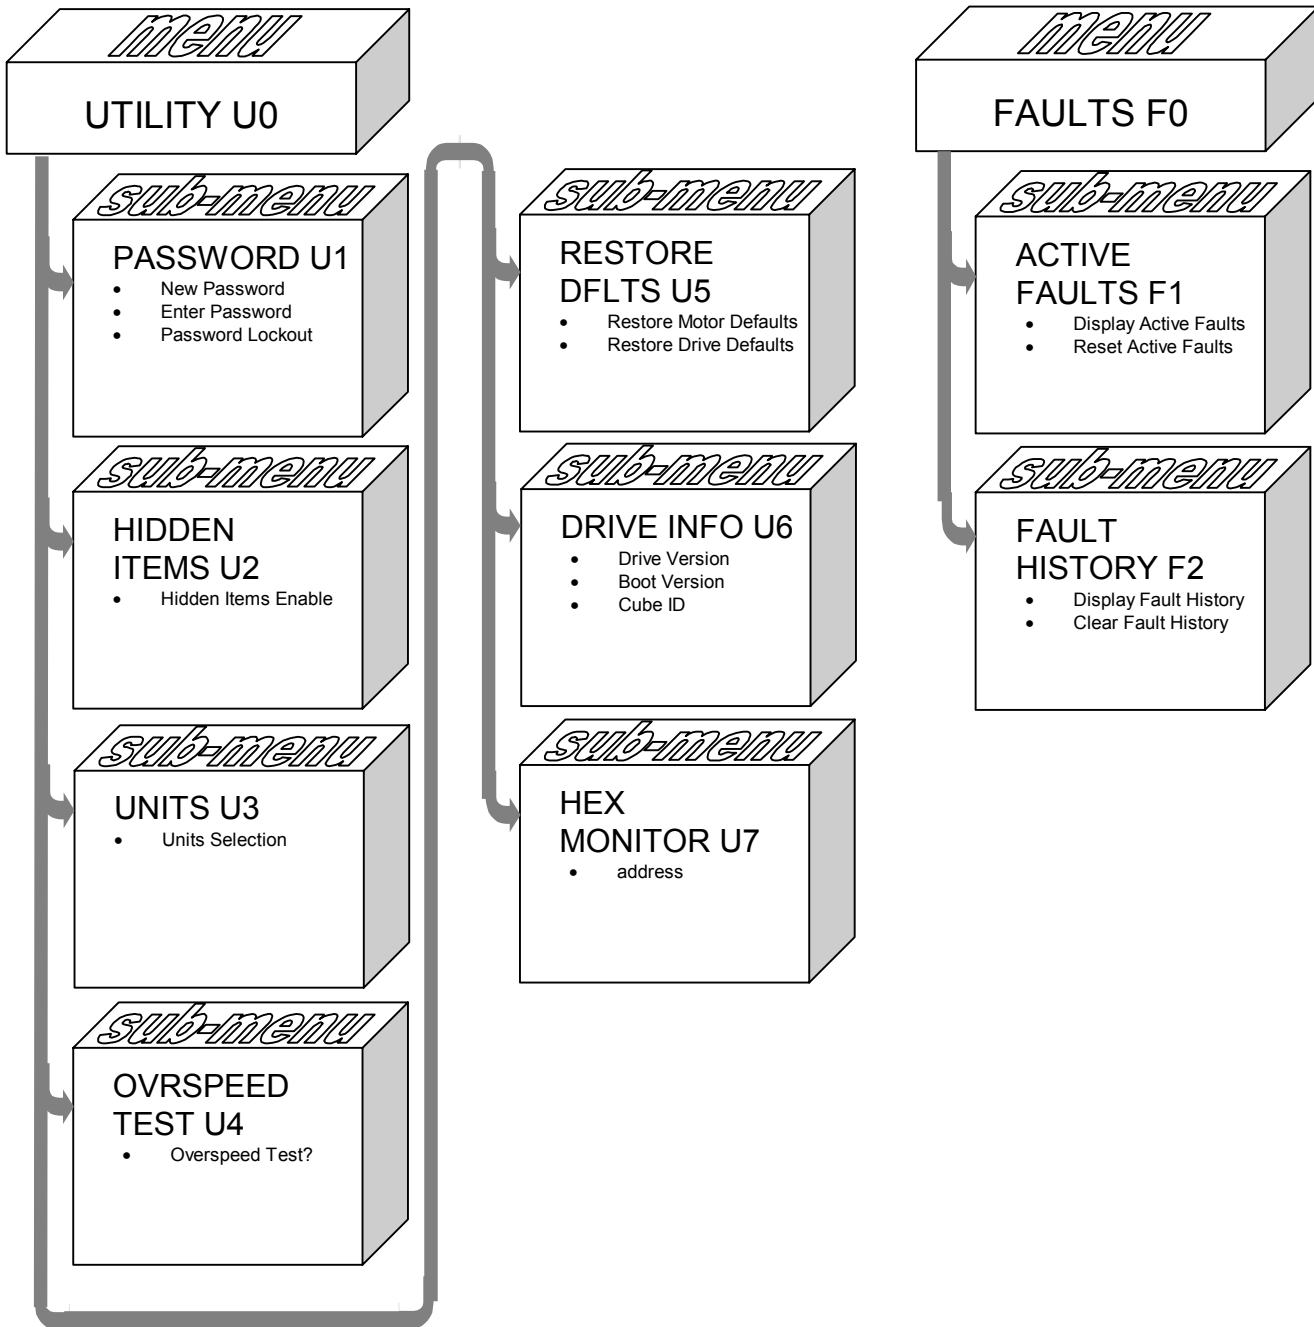 menu
UTILITY U0
sub-menu
PASSWORD U1
• New Password
• Enter Password
• Password Lockout
sub-menu
HIDDEN
ITEMS U2
• Hidden Items Enable
sub-menu
UNITS U3
• Units Selection
sub-menu
OVRSPEED
TEST U4
• Overspeed Test?
sub-menu
RESTORE
DFLTS U5
• Restore Motor Defaults
• Restore Drive Defaults
sub-menu
DRIVE INFO U6
• Drive Version
• Boot Version
• Cube ID
sub-menu
HEX
MONITOR U7
• address
menu
FAULTS F0
sub-menu
ACTIVE
FAULTS F1
• Display Active Faults
• Reset Active Faults
sub-menu
FAULT
HISTORY F2
• Display Fault History
• Clear Fault History